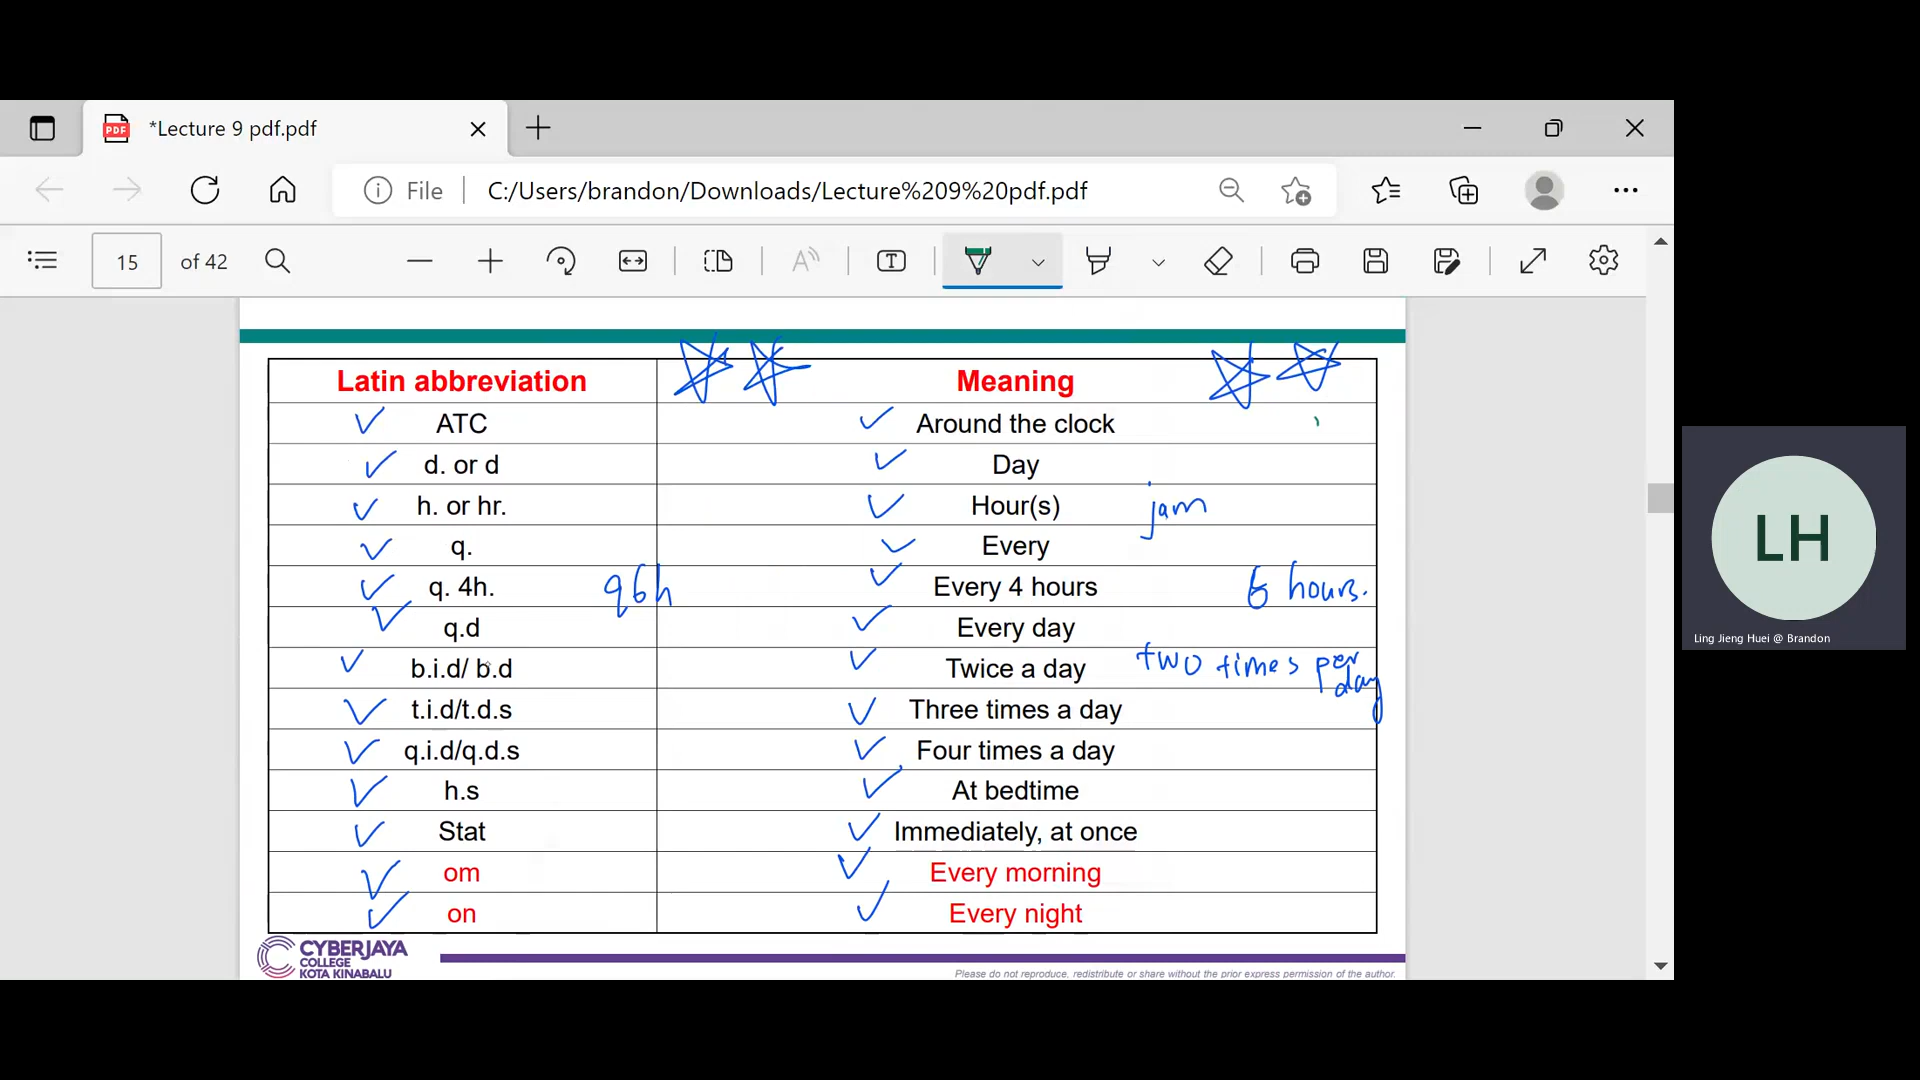 *Lecture 9 pdf.pdf
File C:/Users/brandon/Downloads/Lecture%209%20pdf.pdf
15 of 42
Latin abbreviation Meaning
ATC Around the clock
d. or d Day
h. or hr. Hour(s) jam
q. Every
q. 4h. q6h Every 4 hours 6 hours.
q.d Every day
b.i.d/ b.d Twice a day two times per day
t.i.d/t.d.s Three times a day
q.i.d/q.d.s Four times a day
h.s At bedtime
Stat Immediately, at once
om Every morning
on Every night
CYBERJAYA
COLLEGE
KOTA KINABALU
Please do not reproduce, redistribute or share without the prior express permission of the author.
LH
Ling Jieng Huei @ Brandon